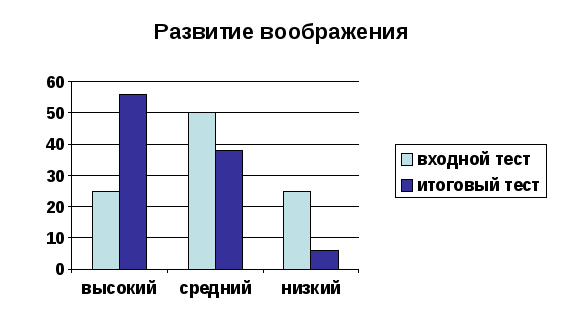 Развитие воображения
60
50
40
30
20
10
0
высокий средний низкий
входной тест
итоговый тест